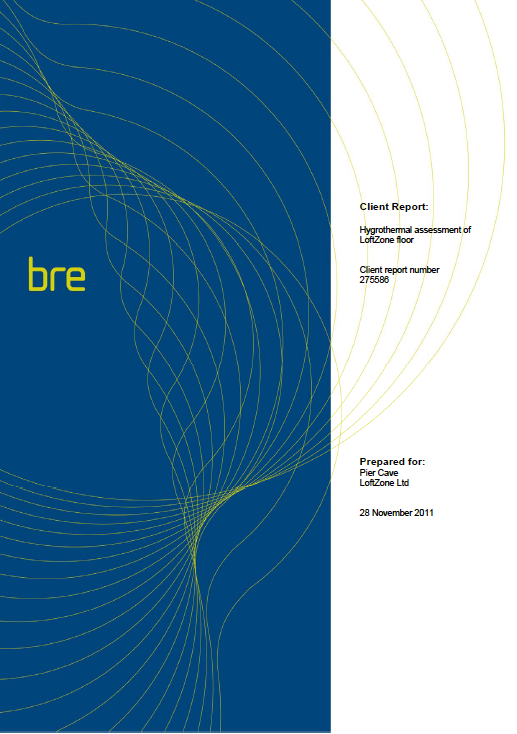 bre
Client Report:
Hygrothermal assessment of
LoftZone floor
Client report number
275586
Prepared for:
Pier Cave
LoftZone Ltd
28 November 2011